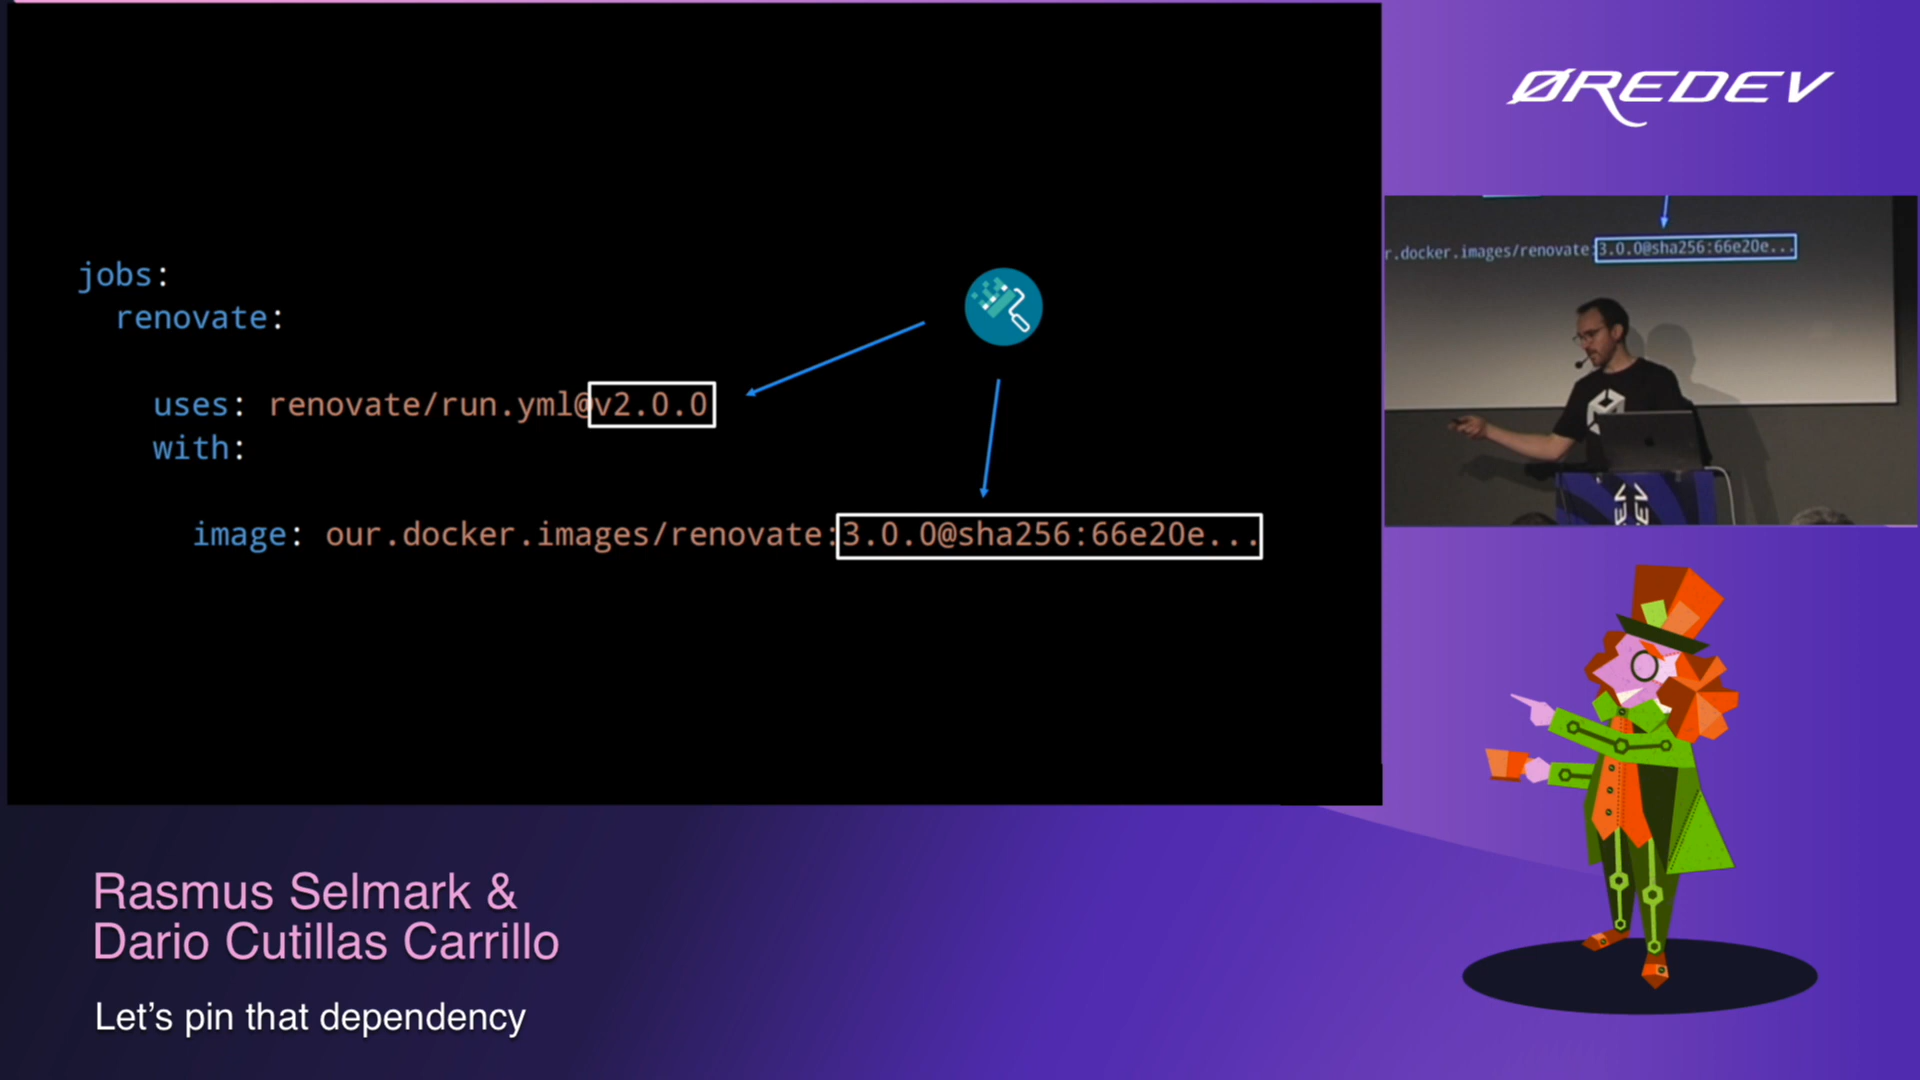 jobs:
renovate:
uses: renovate/run.yml@v2.0.0
with:
image: our.docker.images/renovate:3.0.0@sha256:66e20e...
ØREDEV
r.docker.images/renovate:3.0.0@sha256:66e20e...
Rasmus Selmark &
Dario Cutillas Carrillo
Let’s pin that dependency